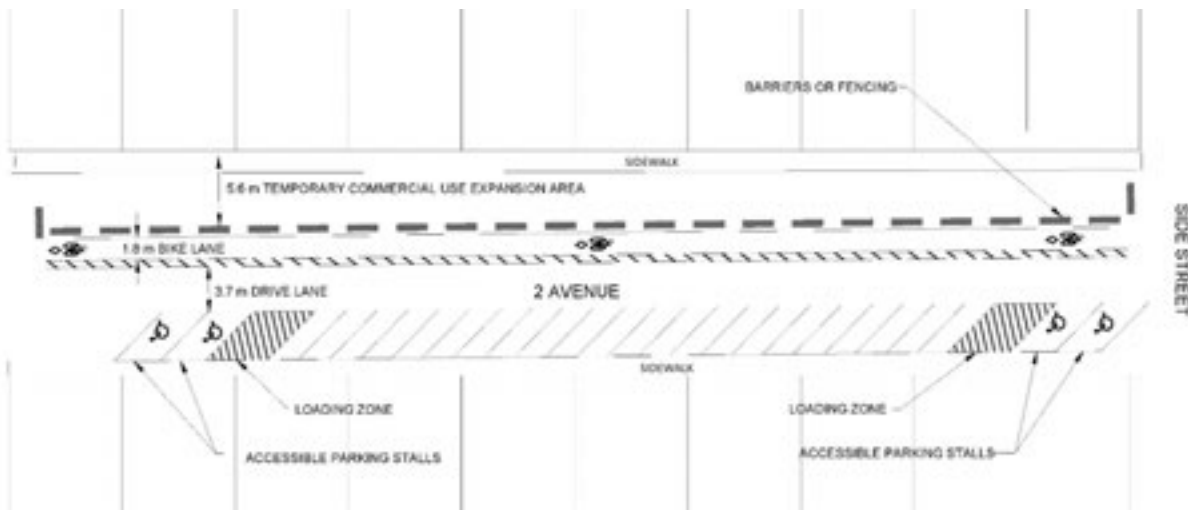 BARRIERS OR FENCING
SIDEWALK
5.6 m TEMPORARY COMMERCIAL USE EXPANSION AREA
SIDE STREET
1.8 m BIKE LANE
3.7 m DRIVE LANE
2 AVENUE
SIDEWALK
LOADING ZONE
LOADING ZONE
ACCESSIBLE PARKING STALLS
ACCESSIBLE PARKING STALLS